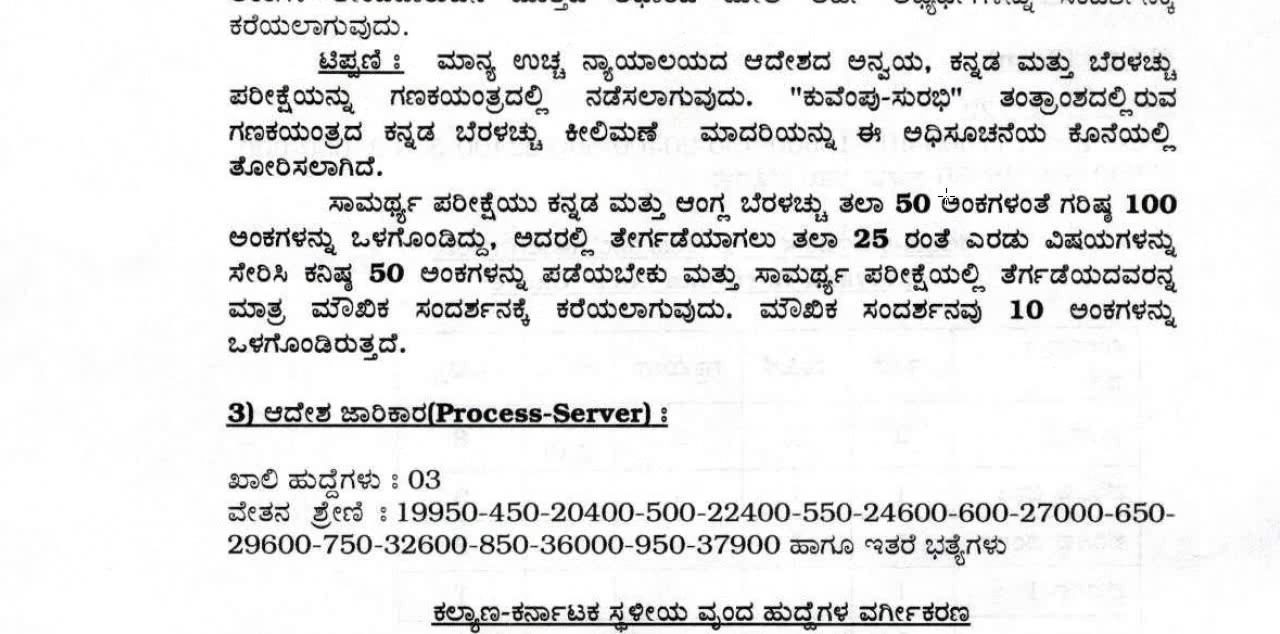 ಕರೆಯಲಾಗುವುದು.
ಟಿಪ್ಪಣಿ : ಮಾನ್ಯ ಉಚ್ಛ ನ್ಯಾಯಾಲಯದ ಆದೇಶದ ಅನ್ವಯ, ಕನ್ನಡ ಮತ್ತು ಬೆರಳಚ್ಚು
ಪರೀಕ್ಷೆಯನ್ನು ಗಣಕಯಂತ್ರದಲ್ಲಿ ನಡೆಸಲಾಗುವುದು. "ಕುವೆಂಪು-ಸುರಭಿ" ತಂತ್ರಾಂಶದಲ್ಲಿರುವ
ಗಣಕಯಂತ್ರದ ಕನ್ನಡ ಬೆರಳಚ್ಚು ಕೀಲಿಮಣೆ ಮಾದರಿಯನ್ನು ಈ ಅಧಿಸೂಚನೆಯ ಕೊನೆಯಲ್ಲಿ
ತೋರಿಸಲಾಗಿದೆ.
ಸಾಮರ್ಥ್ಯ ಪರೀಕ್ಷೆಯು ಕನ್ನಡ ಮತ್ತು ಆಂಗ್ಲ ಬೆರಳಚ್ಚು ತಲಾ 50 ಅಂಕಗಳಂತೆ ಗರಿಷ್ಠ 100
ಅಂಕಗಳನ್ನು ಒಳಗೊಂಡಿದ್ದು, ಅದರಲ್ಲಿ ತೇರ್ಗಡೆಯಾಗಲು ತಲಾ 25 ರಂತೆ ಎರಡು ವಿಷಯಗಳನ್ನು
ಸೇರಿಸಿ ಕನಿಷ್ಠ 50 ಅಂಕಗಳನ್ನು ಪಡೆಯಬೇಕು ಮತ್ತು ಸಾಮರ್ಥ್ಯ ಪರೀಕ್ಷೆಯಲ್ಲಿ ತೆರ್ಗಡೆಯದವರನ್ನ
ಮಾತ್ರ ಮೌಖಿಕ ಸಂದರ್ಶನಕ್ಕೆ ಕರೆಯಲಾಗುವುದು. ಮೌಖಿಕ ಸಂದರ್ಶನವು 10 ಅಂಕಗಳನ್ನು
ಒಳಗೊಂಡಿರುತ್ತದೆ.
3) ಆದೇಶ ಜಾರಿಕಾರ(Process-Server) :
ಖಾಲಿ ಹುದ್ದೆಗಳು : 03
ವೇತನ ಶ್ರೇಣಿ : 19950-450-20400-500-22400-550-24600-600-27000-650-
29600-750-32600-850-36000-950-37900 ಹಾಗೂ ಇತರೆ ಭತ್ಯೆಗಳು
ಕಲ್ಯಾಣ-ಕರ್ನಾಟಕ ಸ್ಥಳೀಯ ವೃಂದ ಹುದ್ದೆಗಳ ವರ್ಗೀಕರಣ